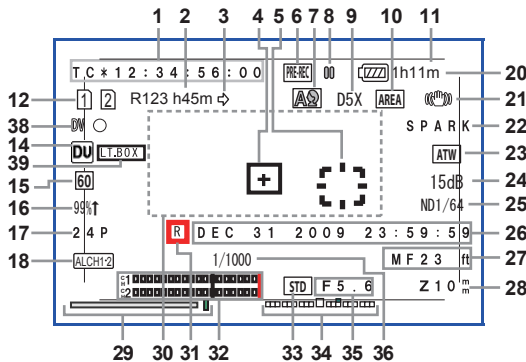 1 2 3 4 5 6 7 8 9 10 11
TC*12:34:56:00 PRE-REC 00 1h11m 20
12 1 2 R123 h45m ⇨ A D5X AREA 21
38 DV SPARK 22
14 DU LT.BOX ATW 23
39
15 60 15dB 24
16 99%↑ ND1/64 25
17 24P R DEC 31 2009 23:59:59 26
18 ALCH1·2 1/1000 MF23 ft 27
CH1
CH2 STD F5.6 Z10 mm 28
29 30 31 32 33 34 35 36